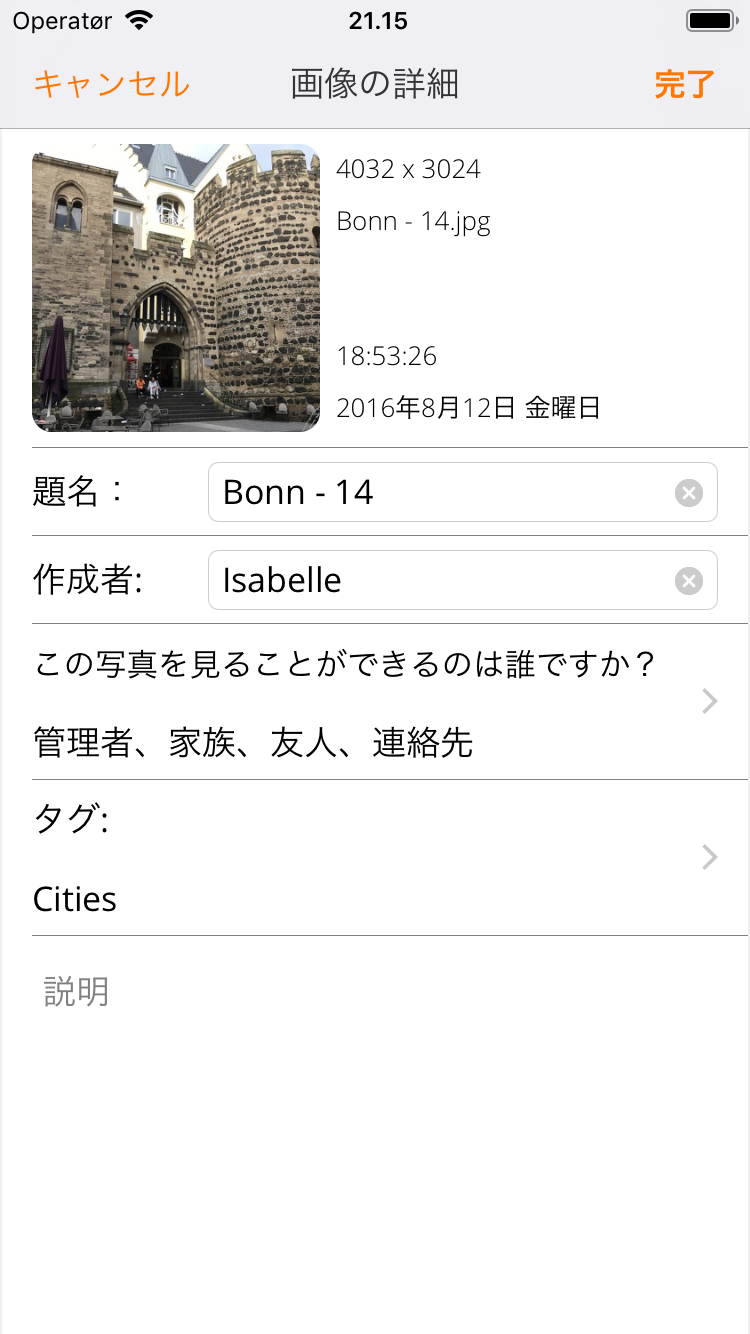 Operatør 21.15
キャンセル 画像の詳細 完了
4032 x 3024
Bonn - 14.jpg
18:53:26
2016年8月12日 金曜日
題名： Bonn - 14
作成者: Isabelle
この写真を見ることができるのは誰ですか？
管理者、家族、友人、連絡先
タグ:
Cities
説明